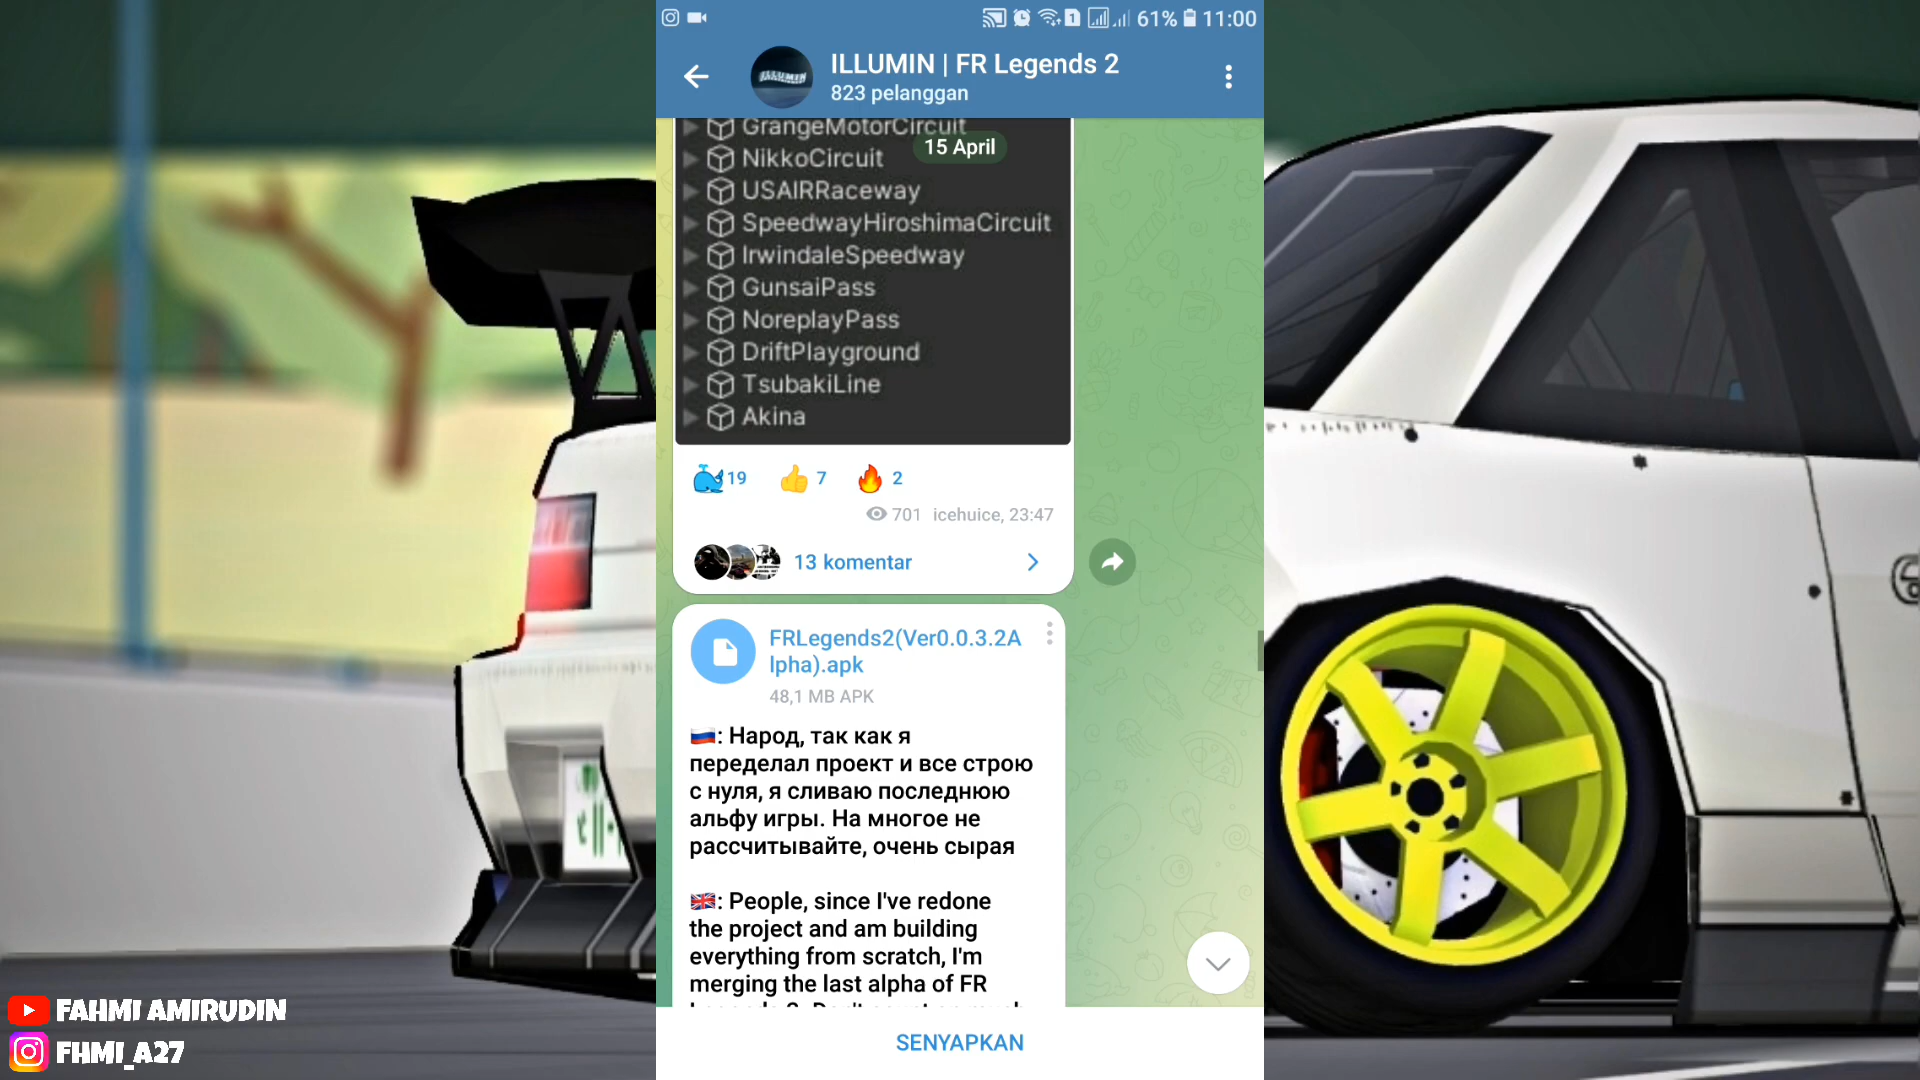 61% 11:00
ILLUMIN | FR Legends 2
823 pelanggan
GrangeMotorCircuit
15 April
NikkoCircuit
USAIRRaceway
SpeedwayHiroshimaCircuit
IrwindaleSpeedway
GunsaiPass
NoreplayPass
DriftPlayground
TsubakiLine
Akina
19 7 2
701 icehuice, 23:47
13 komentar
FRLegends2(Ver0.0.3.2A
lpha).apk
48,1 MB APK
🇷🇺: Народ, так как я
переделал проект и все строю
с нуля, я сливаю последнюю
альфу игры. На многое не
рассчитывайте, очень сырая
🇬🇧: People, since I've redone
the project and am building
everything from scratch, I'm
merging the last alpha of FR
SENYAPKAN
FAHMI AMIRUDIN
FHMI_A27